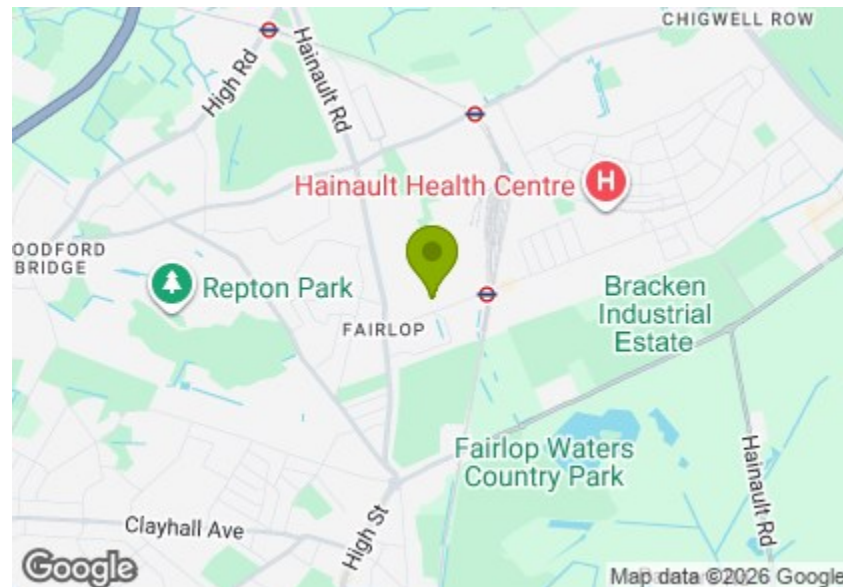 CHIGWELL ROW
High Rd
Hainault Rd
Hainault Health Centre
H
OODFORD
BRIDGE
Repton Park
FAIRLOP
Bracken
Industrial
Estate
Fairlop Waters
Country Park
Hainault Rd
Clayhall Ave
High St
Google
Map data ©2026 Google